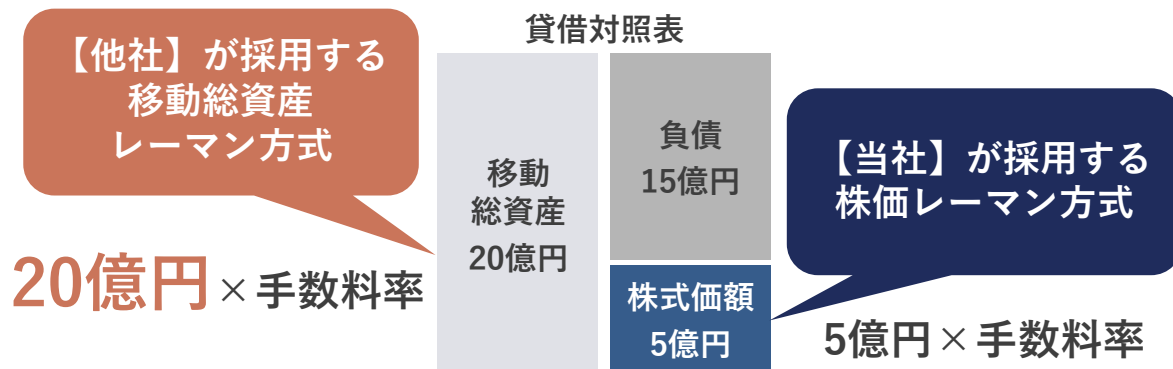 貸借対照表
【他社】が採用する
移動総資産
レーマン方式
20億円×手数料率
移動
総資産
20億円
負債
15億円
株式価額
5億円
【当社】が採用する
株価レーマン方式
5億円×手数料率